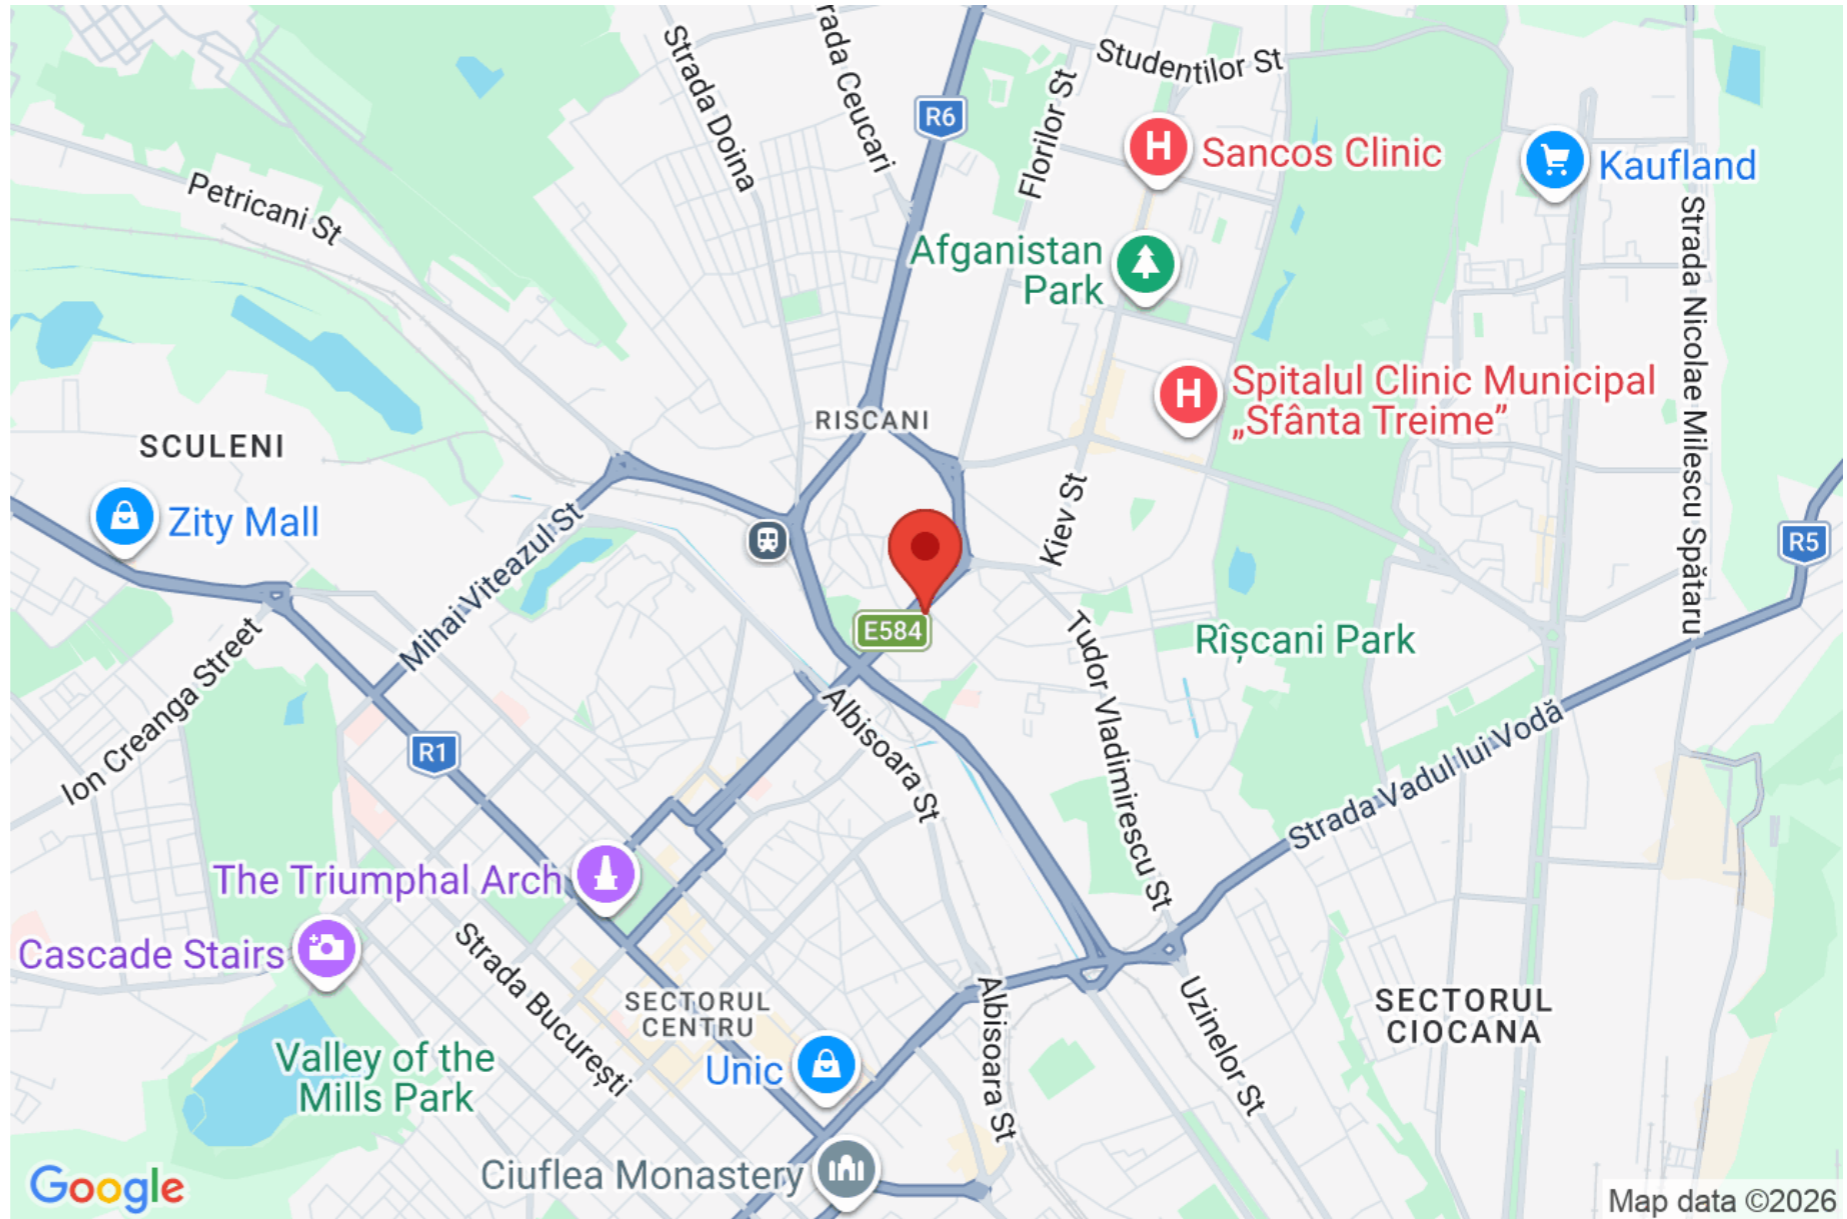 Strada Doina
rada Ceucari
R6
Florilor St
Studentilor St
Sancos Clinic
Kaufland
Petricani St
Afganistan
Park
Strada Nicolae Milescu Spătaru
Spitalul Clinic Municipal
„Sfânta Treime”
RISCANI
SCULENI
Zity Mall
Mihai Viteazul St
Kiev St
R5
E584
Ion Creanga Street
Tudor Vladimirescu St
Rîșcani Park
R1
Albisoara St
Strada Vadul lui Vodă
The Triumphal Arch
Cascade Stairs
Strada București
SECTORUL
CENTRU
Albisoara St
Uzinelor St
SECTORUL
CIOCANA
Valley of the
Mills Park
Unic
Ciuflea Monastery
Google
Map data ©2026